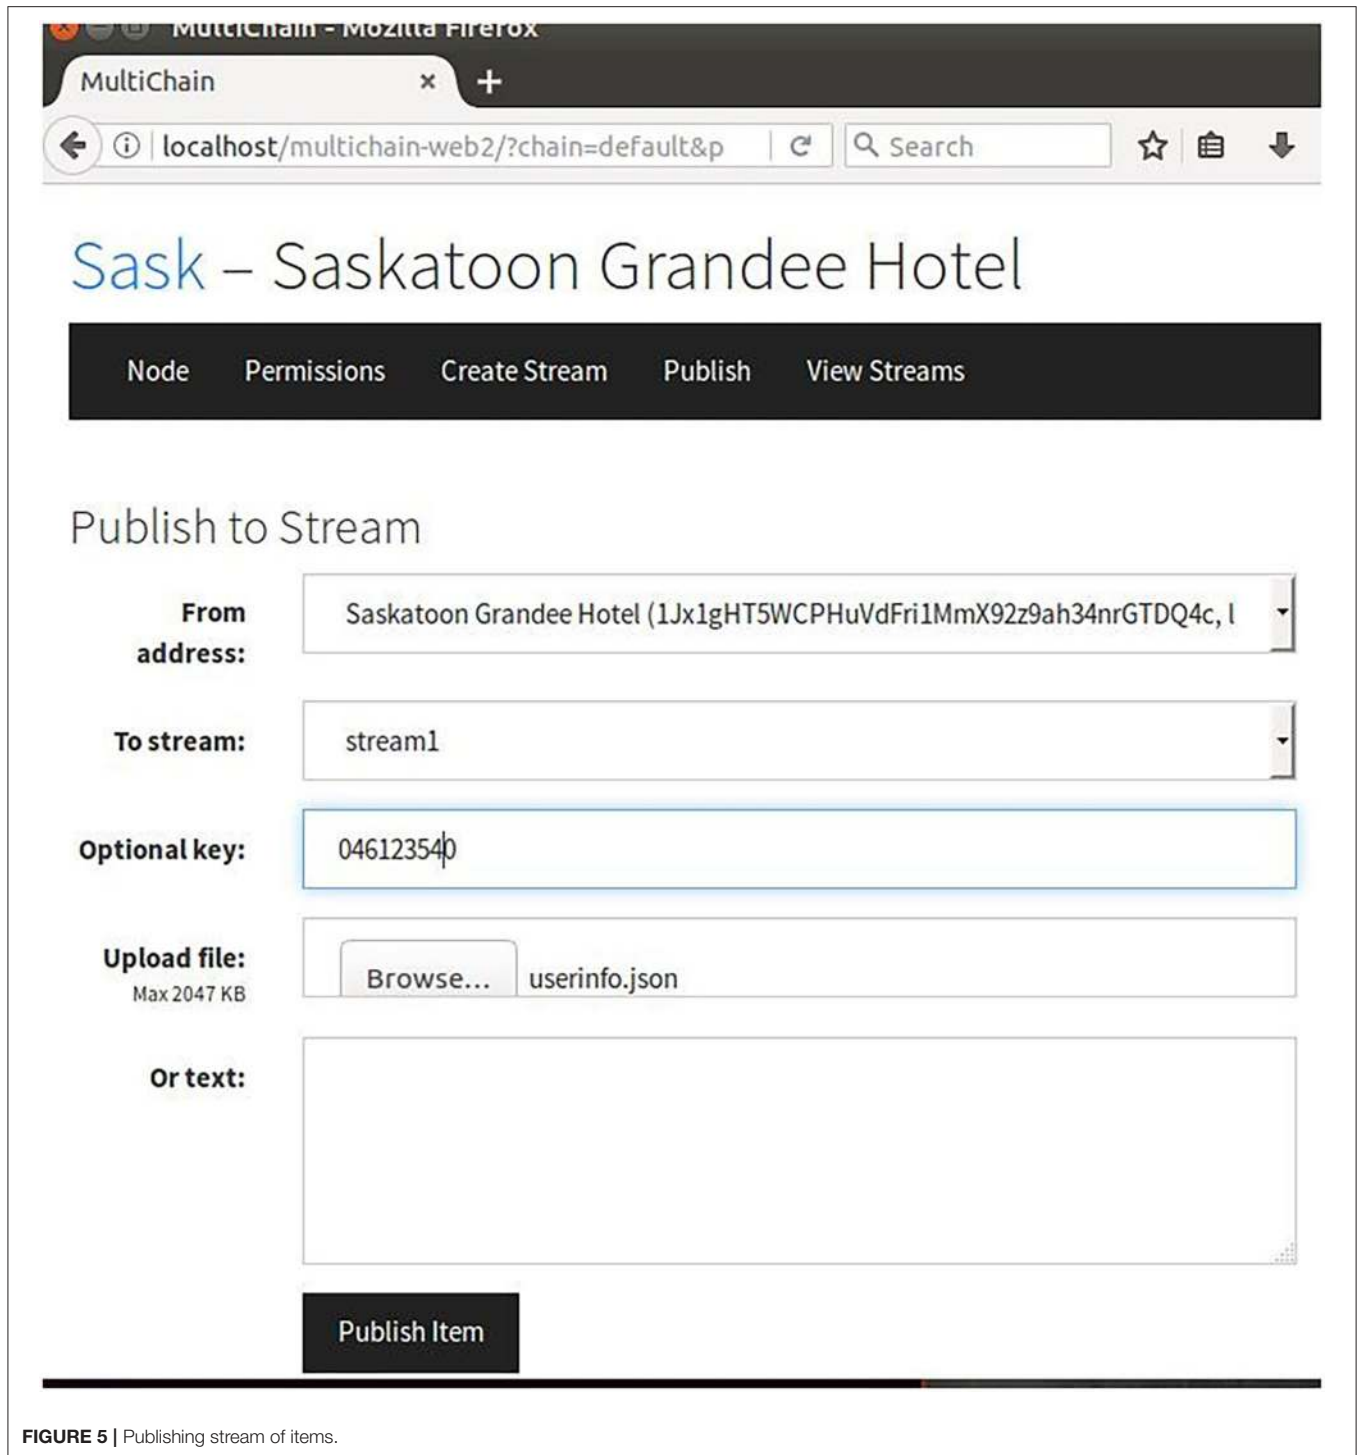 MultiChain - Mozilla Firefox
MultiChain × +
localhost/multichain-web2/?chain=default&p Search
Sask – Saskatoon Grandee Hotel
Node Permissions Create Stream Publish View Streams
Publish to Stream
From address: Saskatoon Grandee Hotel (1Jx1gHT5WCPHuVdFri1MmX92z9ah34nrGTDQ4c, l
To stream: stream1
Optional key: 046123540
Upload file: Browse... userinfo.json
Max 2047 KB
Or text:
Publish Item
FIGURE 5 | Publishing stream of items.